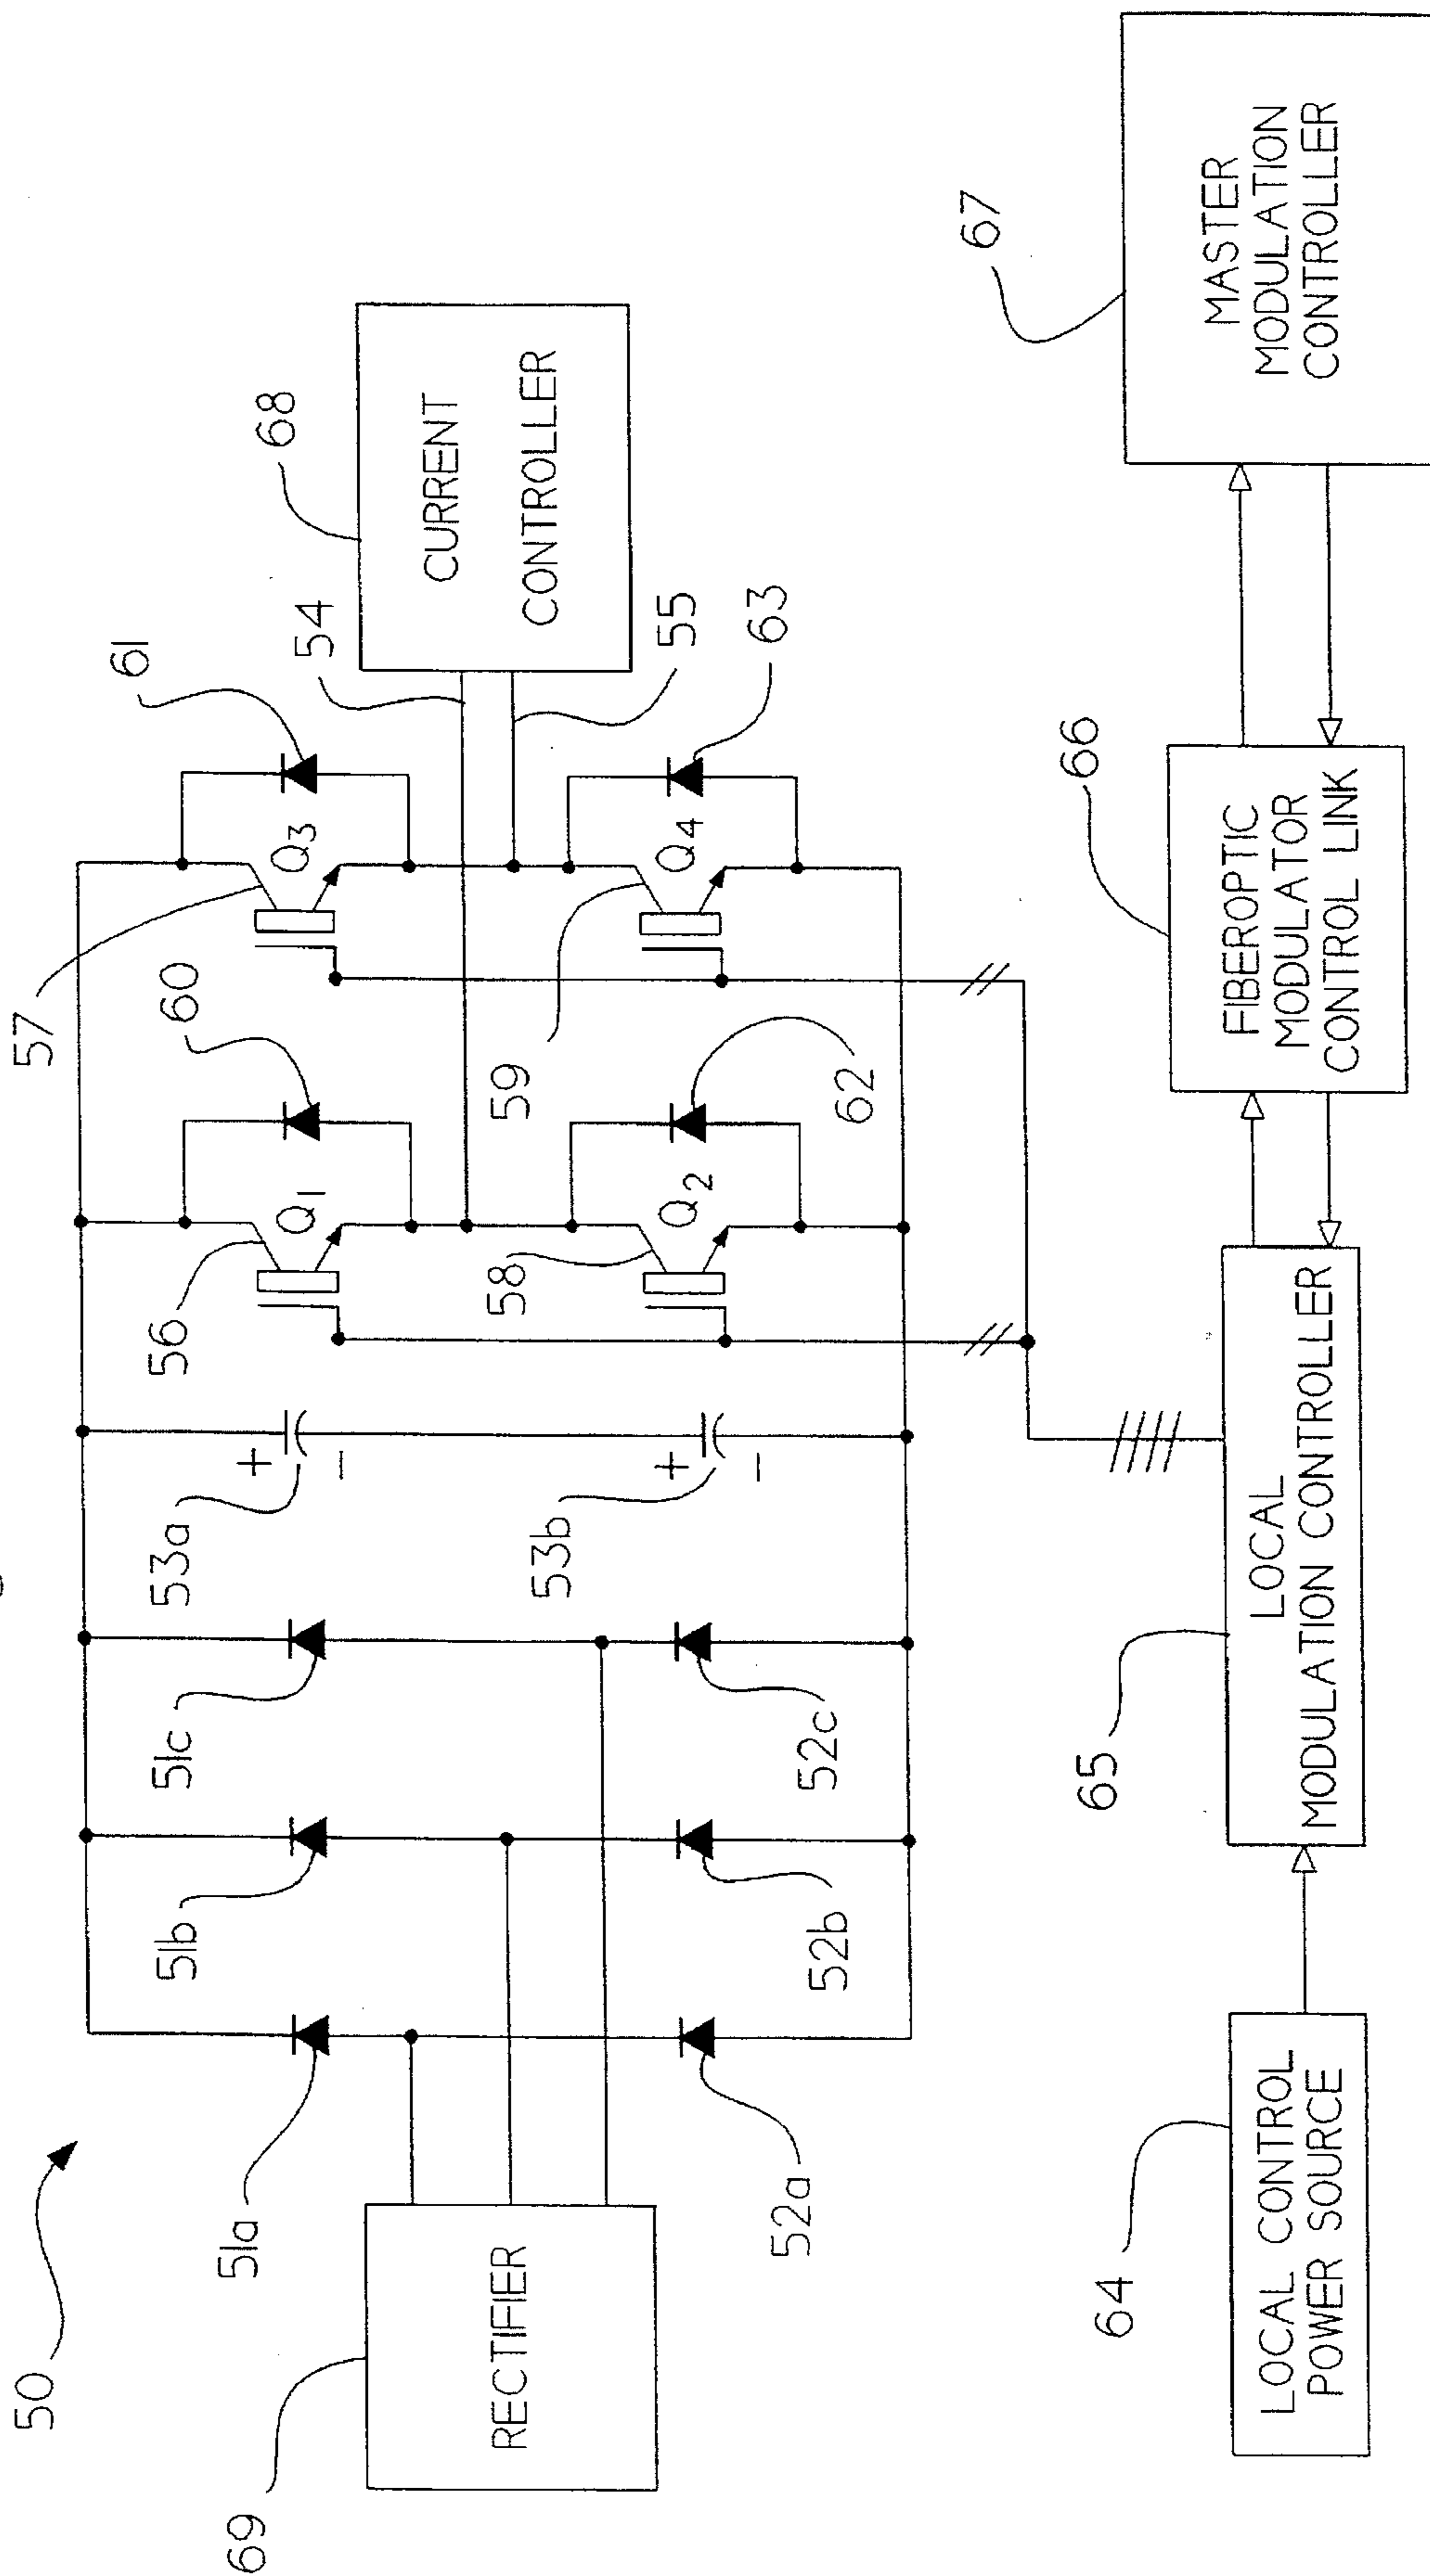 50
69
RECTIFIER
51a
51b
51c
52a
52b
52c
53a
+
-
53b
+
-
56
Q1
60
58
Q2
62
57
Q3
61
59
Q4
63
54
55
68
CURRENT
CONTROLLER
64
LOCAL CONTROL
POWER SOURCE
65
LOCAL
MODULATION CONTROLLER
66
FIBEROPTIC
MODULATOR
CONTROL LINK
67
MASTER
MODULATION
CONTROLLER